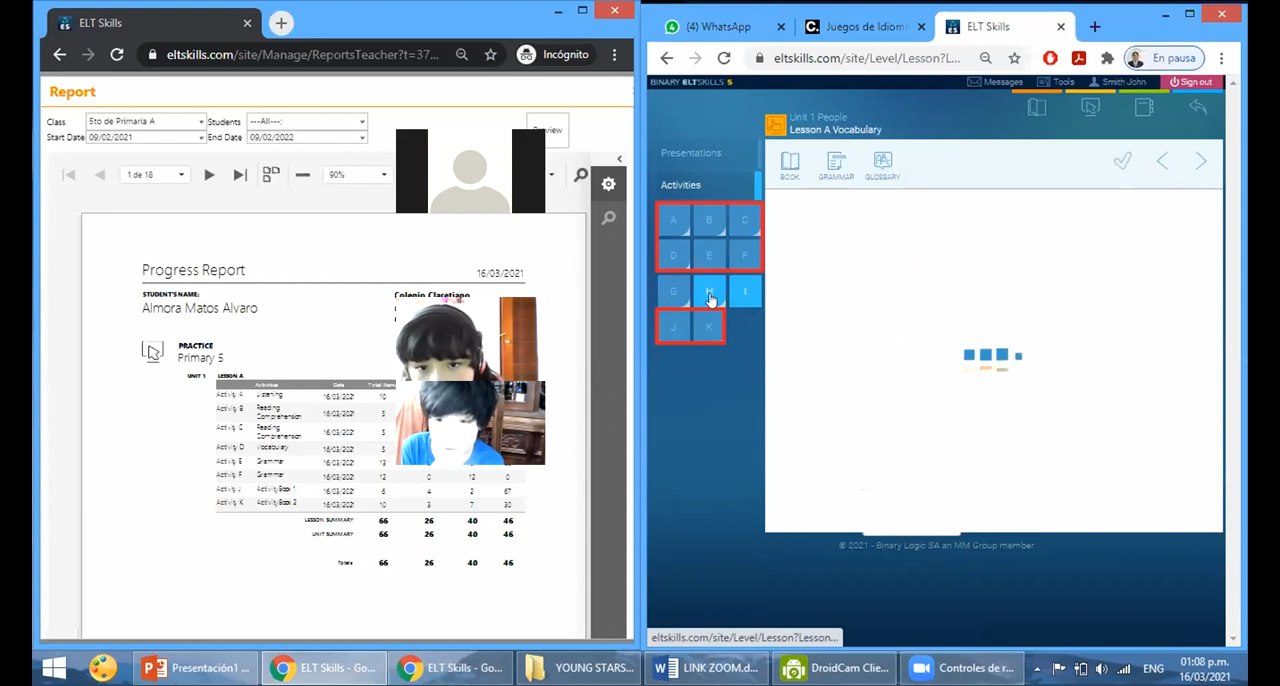 ELT Skills
eltskills.com/site/Manage/ReportsTeacher?t=37...
Incógnito
Report
Class 5to de Primaria A Students ---All---:
Start Date 09/02/2021 End Date 09/02/2022
1 de 18
90%
Progress Report
16/03/2021
STUDENT'S NAME:
Colegio Claretiano
Almora Matos Alvaro
PRACTICE
Primary 5
UNIT 1 LESSON A
Activities Date Total Items
Activity A Listening 16/03/2021 10
Activity B Reading Comprehension 16/03/2021 5
Activity C Reading Comprehension 16/03/2021 5
Activity D Vocabulary 16/03/2021 5
Activity E Grammar 16/03/2021 13
Activity F Grammar 16/03/2021 12 0 12 0
Activity J Activity Book 1 16/03/2021 6 4 2 67
Activity K Activity Book 2 16/03/2021 10 3 7 30
LESSON SUMMARY 66 26 40 46
UNIT SUMMARY 66 26 40 46
Totals 66 26 40 46
(4) WhatsApp
Juegos de Idiom
ELT Skills
eltskills.com/site/Level/Lesson?L...
En pausa
BINARY ELTSKILLS 5
Messages Tools Smith John Sign out
Unit 1 People
Lesson A Vocabulary
Presentations
Activities
BOOK GRAMMAR GLOSSARY
A B C
D E F
G H I
J K
© 2021 - Binary Logic SA an MM Group member
eltskills.com/site/Level/Lesson?Lesson...
Presentación1 ...
ELT Skills - Go...
ELT Skills - Go...
YOUNG STARS...
LINK ZOOM.d...
DroidCam Clie...
Controles de r...
ENG
01:08 p.m.
16/03/2021